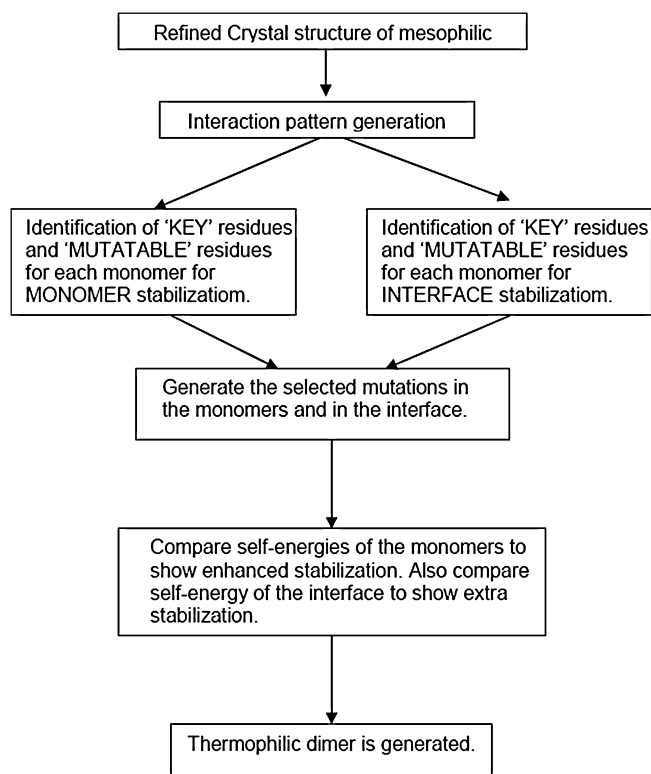 Refined Crystal structure of mesophilic
Interaction pattern generation
Identification of ‘KEY’ residues
and ‘MUTATABLE’ residues
for each monomer for
MONOMER stabilizatiom.
Identification of ‘KEY’ residues
and ‘MUTATABLE’ residues
for each monomer for
INTERFACE stabilizatiom.
Generate the selected mutations in
the monomers and in the interface.
Compare self-energies of the monomers to
show enhanced stabilization. Also compare
self-energy of the interface to show extra
stabilization.
Thermophilic dimer is generated.